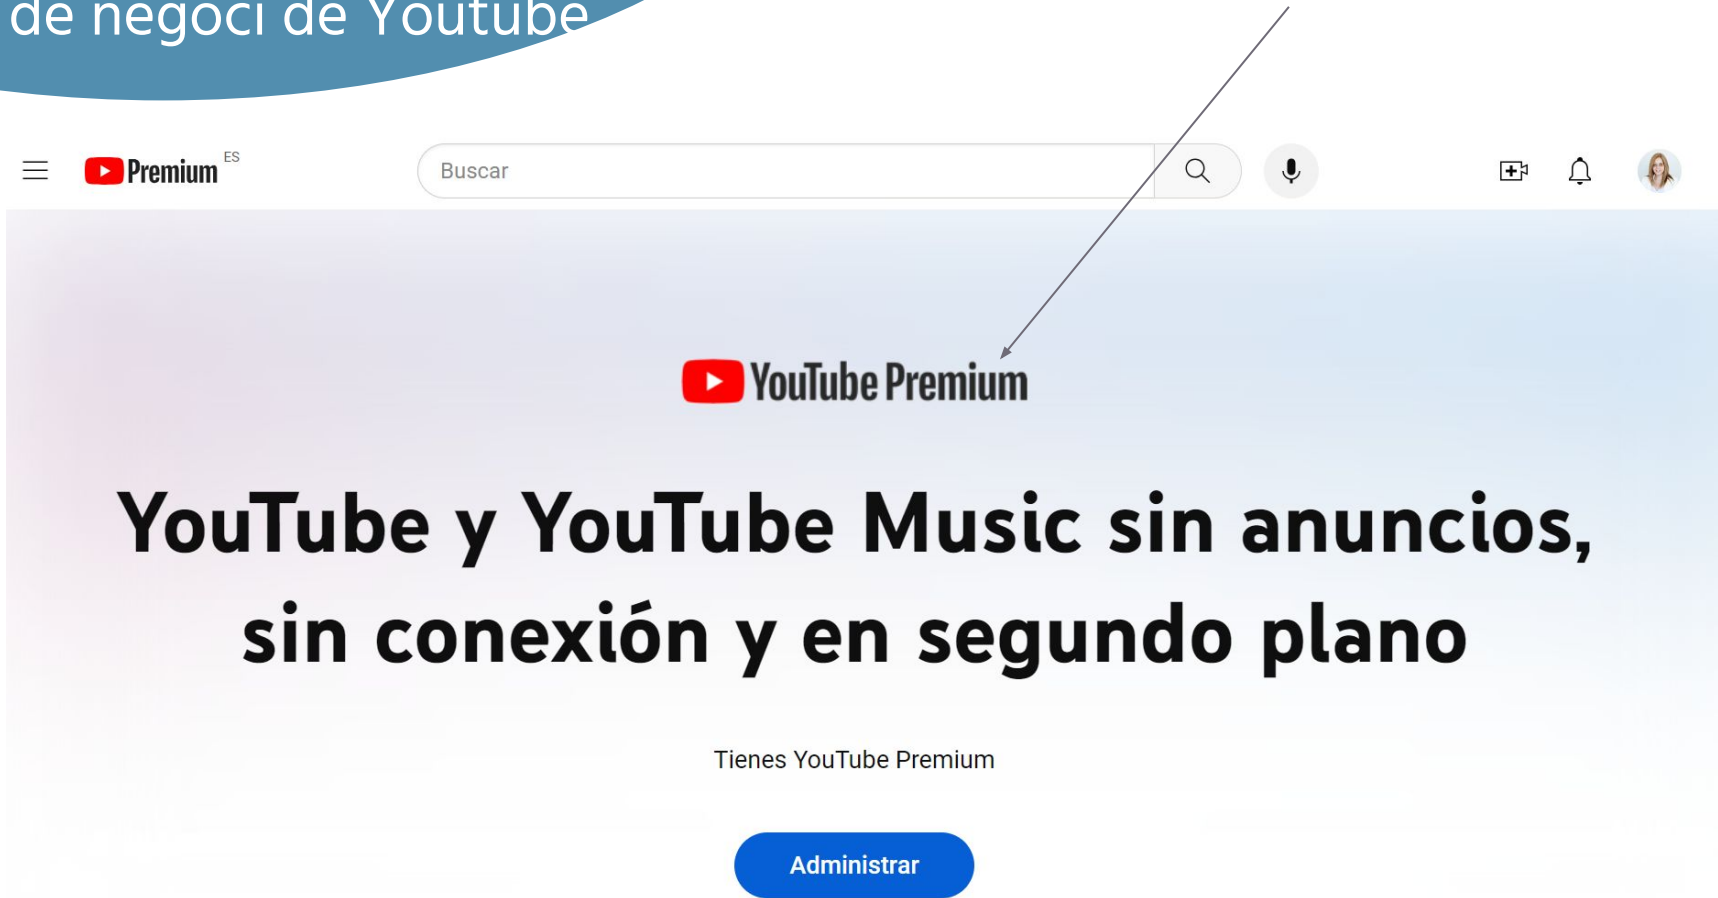 de negoci de Youtube
Premium ES
Buscar
YouTube Premium
YouTube y YouTube Music sin anuncios,
sin conexión y en segundo plano
Tienes YouTube Premium
Administrar